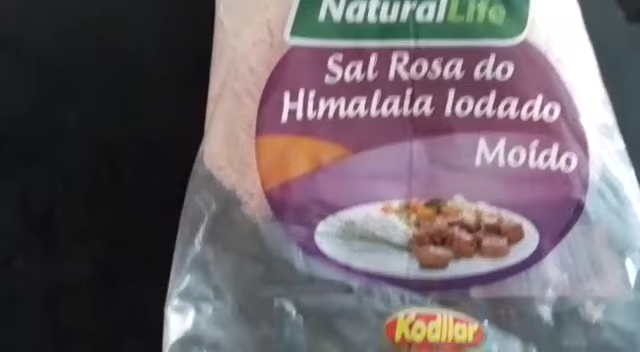 NaturalLife
Sal Rosa do
Himalaia Iodado
Moído
Kodilar